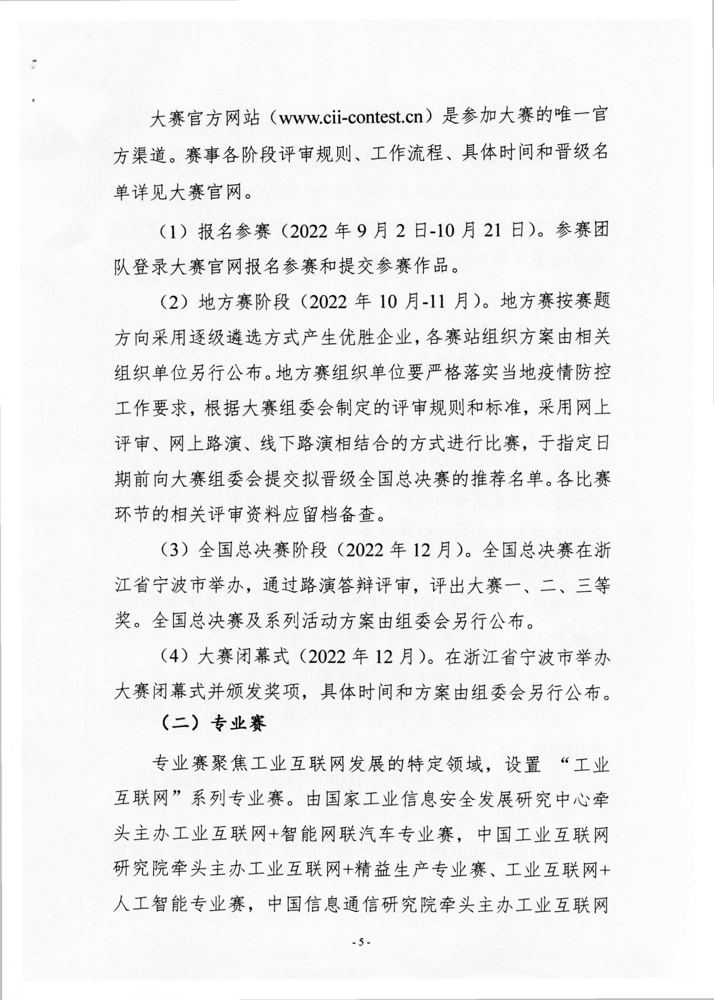 大赛官方网站（www.cii-contest.cn）是参加大赛的唯一官
方渠道。赛事各阶段评审规则、工作流程、具体时间和晋级名
单详见大赛官网。
（1）报名参赛（2022 年 9 月 2 日-10 月 21 日）。参赛团
队登录大赛官网报名参赛和提交参赛作品。
（2）地方赛阶段（2022 年 10 月-11 月）。地方赛按赛题
方向采用逐级遴选方式产生优胜企业，各赛站组织方案由相关
组织单位另行公布。地方赛组织单位要严格落实当地疫情防控
工作要求，根据大赛组委会制定的评审规则和标准，采用网上
评审、网上路演、线下路演相结合的方式进行比赛，于指定日
期前向大赛组委会提交拟晋级全国总决赛的推荐名单。各比赛
环节的相关评审资料应留档备查。
（3）全国总决赛阶段（2022 年 12 月）。全国总决赛在浙
江省宁波市举办，通过路演答辩评审，评出大赛一、二、三等
奖。全国总决赛及系列活动方案由组委会另行公布。
（4）大赛闭幕式（2022 年 12 月）。在浙江省宁波市举办
大赛闭幕式并颁发奖项，具体时间和方案由组委会另行公布。
（二）专业赛
专业赛聚焦工业互联网发展的特定领域，设置 “工业
互联网”系列专业赛。由国家工业信息安全发展研究中心牵
头主办工业互联网+智能网联汽车专业赛，中国工业互联网
研究院牵头主办工业互联网+精益生产专业赛、工业互联网+
人工智能专业赛，中国信息通信研究院牵头主办工业互联网
- 5 -